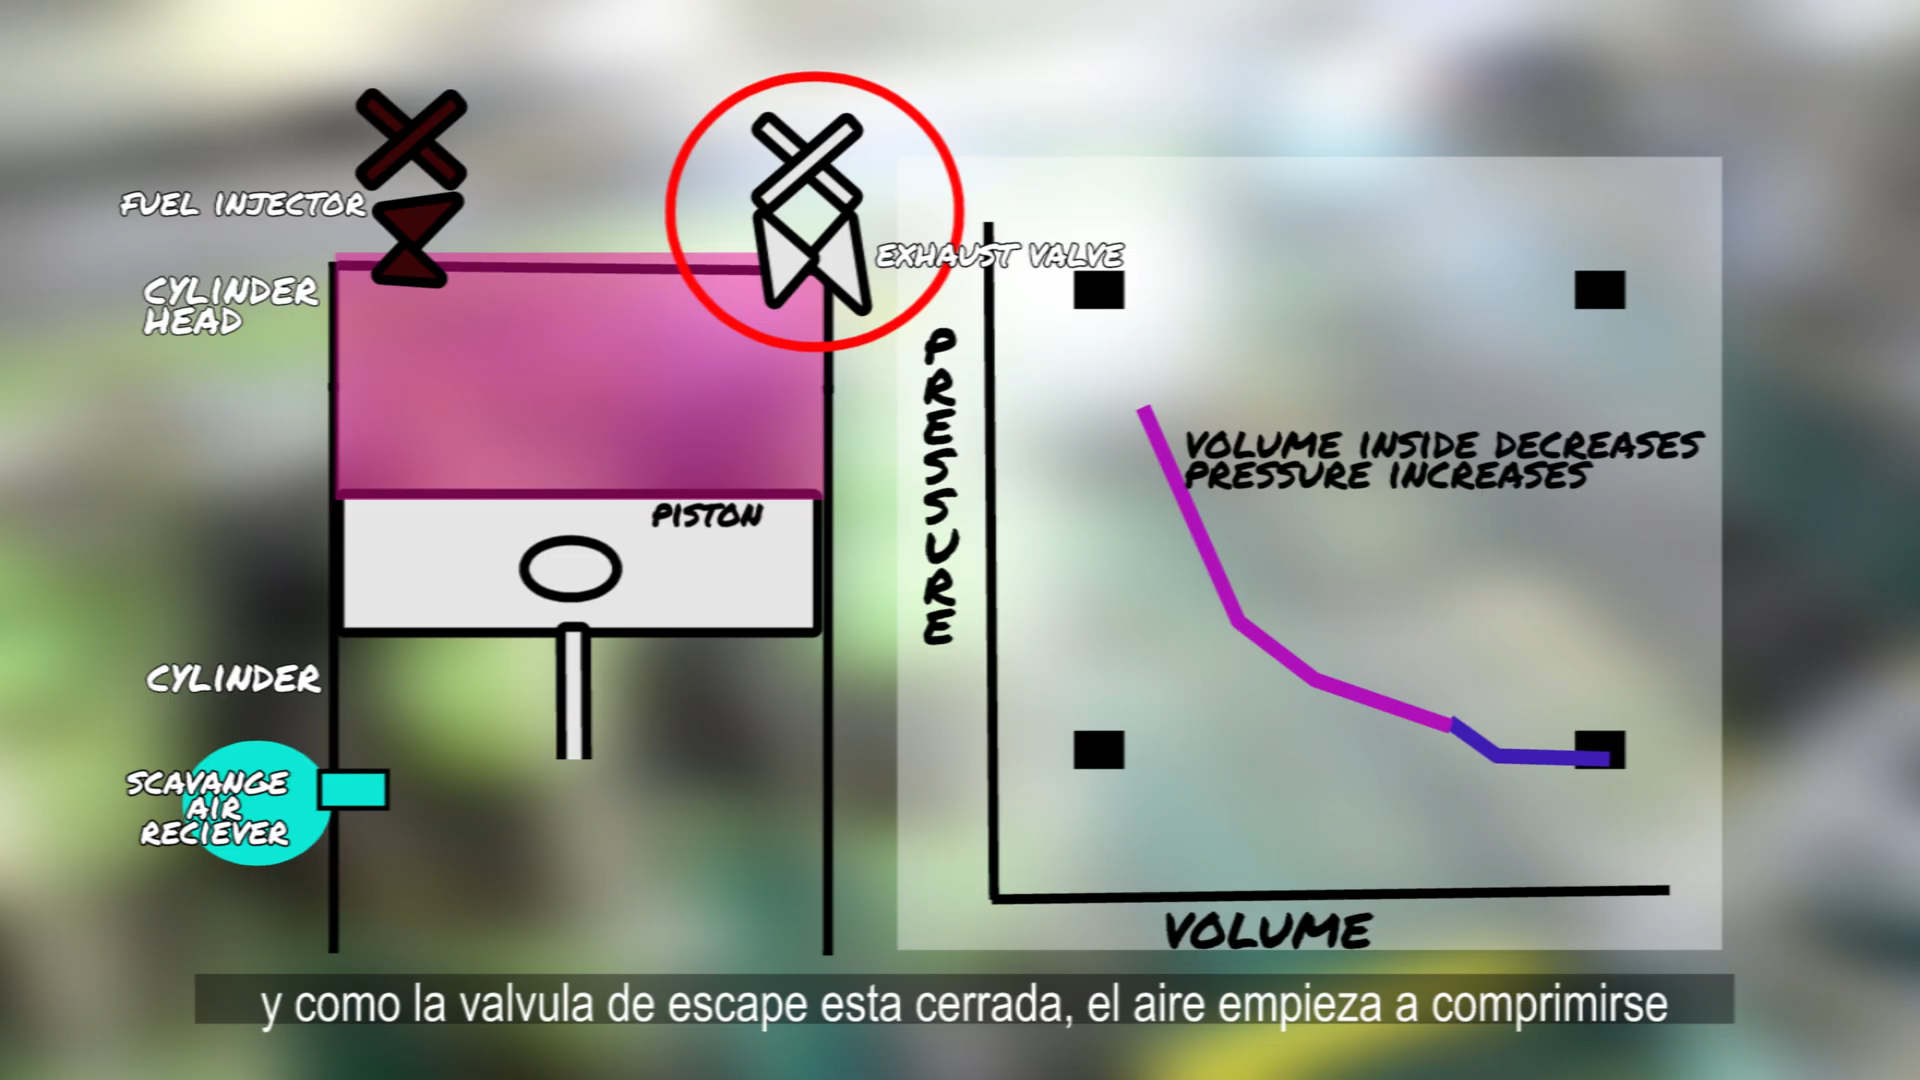 FUEL INJECTOR
EXHAUST VALVE
CYLINDER
HEAD
PRESSURE
VOLUME INSIDE DECREASES
PRESSURE INCREASES
PISTON
CYLINDER
SCAVANGE
AIR
RECIEVER
VOLUME
y como la valvula de escape esta cerrada, el aire empieza a comprimirse